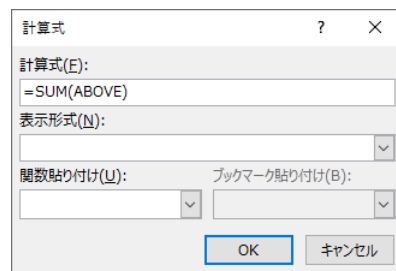 計算式 ? ×
計算式(F):
=SUM(ABOVE)
表示形式(N):
関数貼り付け(U): ブックマーク貼り付け(B):
OK キャンセル